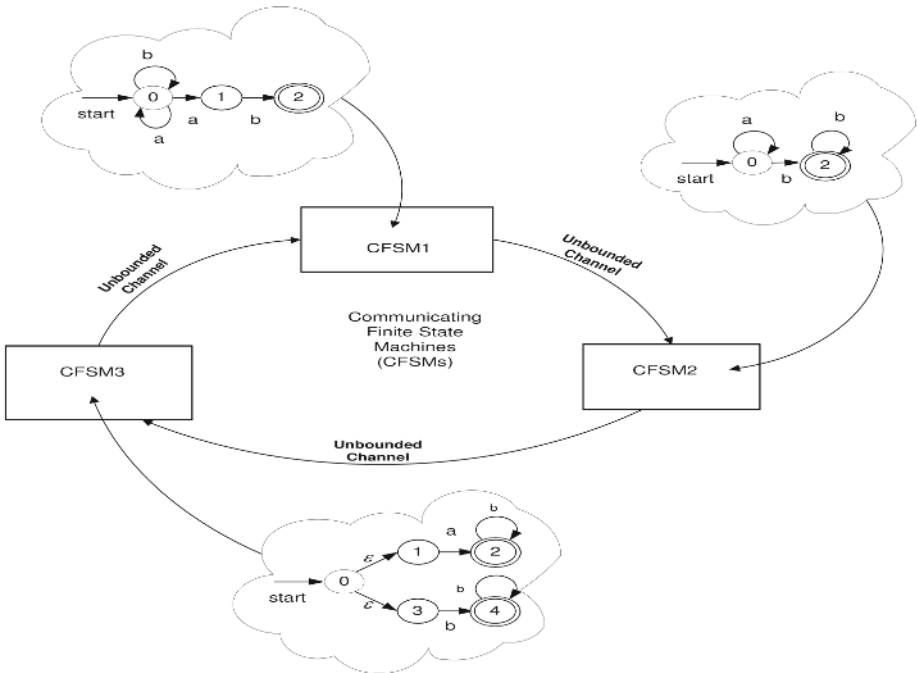 b
0
1
2
start
a
b
a
a
b
0
2
start
b
CFSM1
Unbounded
Channel
Unbounded
Channel
Communicating
Finite State
Machines
(CFSMs)
CFSM3
CFSM2
Unbounded
Channel
b
a
ε
1
2
0
b
start
ε
3
4
b